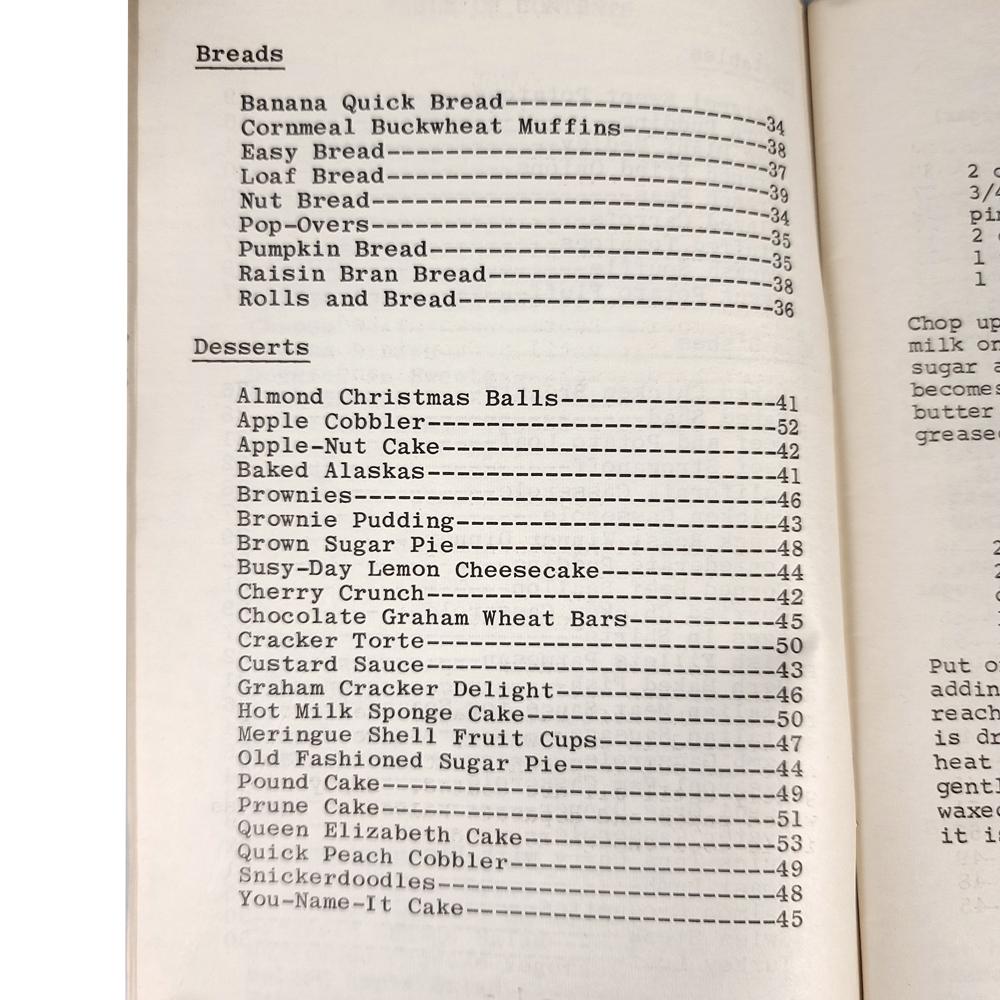 Breads
Banana Quick Bread--------------------34
Cornmeal Buckwheat Muffins-----------38
Easy Bread---------------------------37
Loaf Bread---------------------------39
Nut Bread----------------------------34
Pop-Overs----------------------------35
Pumpkin Bread------------------------35
Raisin Bran Bread--------------------38
Rolls and Bread----------------------36
Desserts
Almond Christmas Balls---------------41
Apple Cobbler------------------------52
Apple-Nut Cake-----------------------42
Baked Alaskas------------------------41
Brownies-----------------------------46
Brownie Pudding----------------------43
Brown Sugar Pie----------------------48
Busy-Day Lemon Cheesecake------------44
Cherry Crunch------------------------42
Chocolate Graham Wheat Bars----------45
Cracker Torte------------------------50
Custard Sauce------------------------43
Graham Cracker Delight---------------46
Hot Milk Sponge Cake-----------------50
Meringue Shell Fruit Cups------------47
Old Fashioned Sugar Pie--------------44
Pound Cake---------------------------49
Prune Cake---------------------------51
Queen Elizabeth Cake-----------------53
Quick Peach Cobbler------------------49
Snickerdoodles-----------------------48
You-Name-It Cake---------------------45
2
3/4
2
1
1
Chop up
milk
sugar
becomes
butter
greased
2
2
Put
reach
is
heat
waxed
it